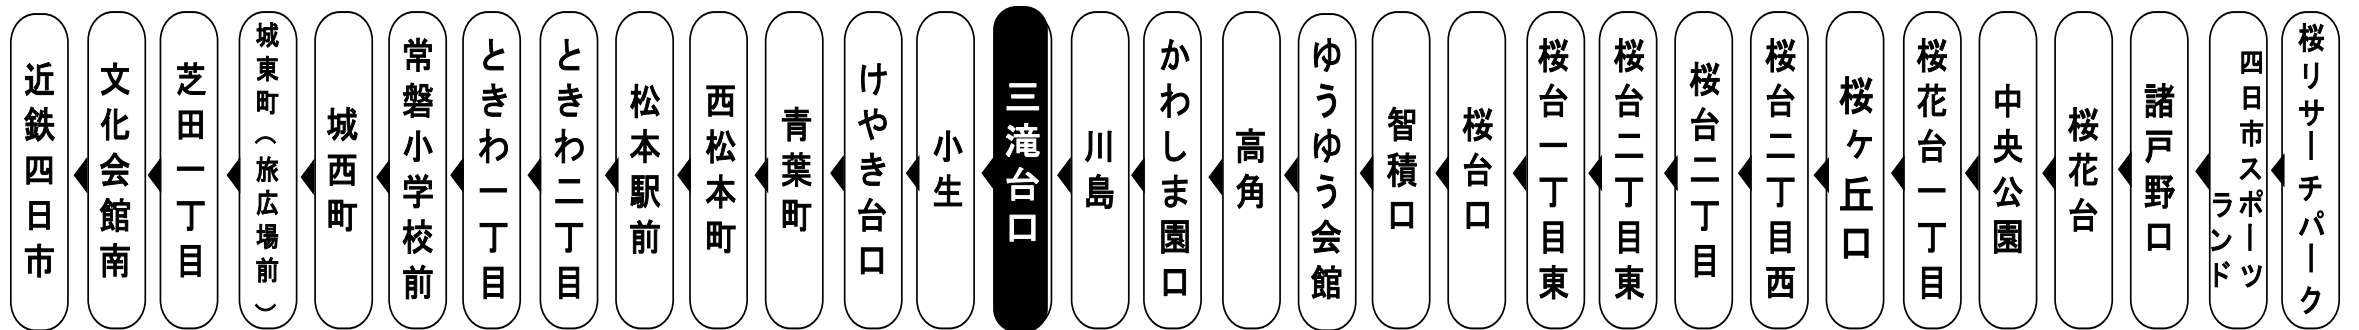 近鉄四日市
文化会館南
芝田一丁目
城東町（旅広場前）
城西町
常磐小学校前
ときわ一丁目
ときわ二丁目
松本駅前
西松本町
青葉町
けやき台口
小生
三滝台口
川島
かわしま園口
高角
ゆうゆう会館
智積口
桜台口
桜台一丁目東
桜台二丁目東
桜台二丁目
桜台二丁目西
桜ヶ丘口
桜花台一丁目
中央公園
桜花台
諸戸野口
四日市スポーツ
ランド
桜リサーチパーク